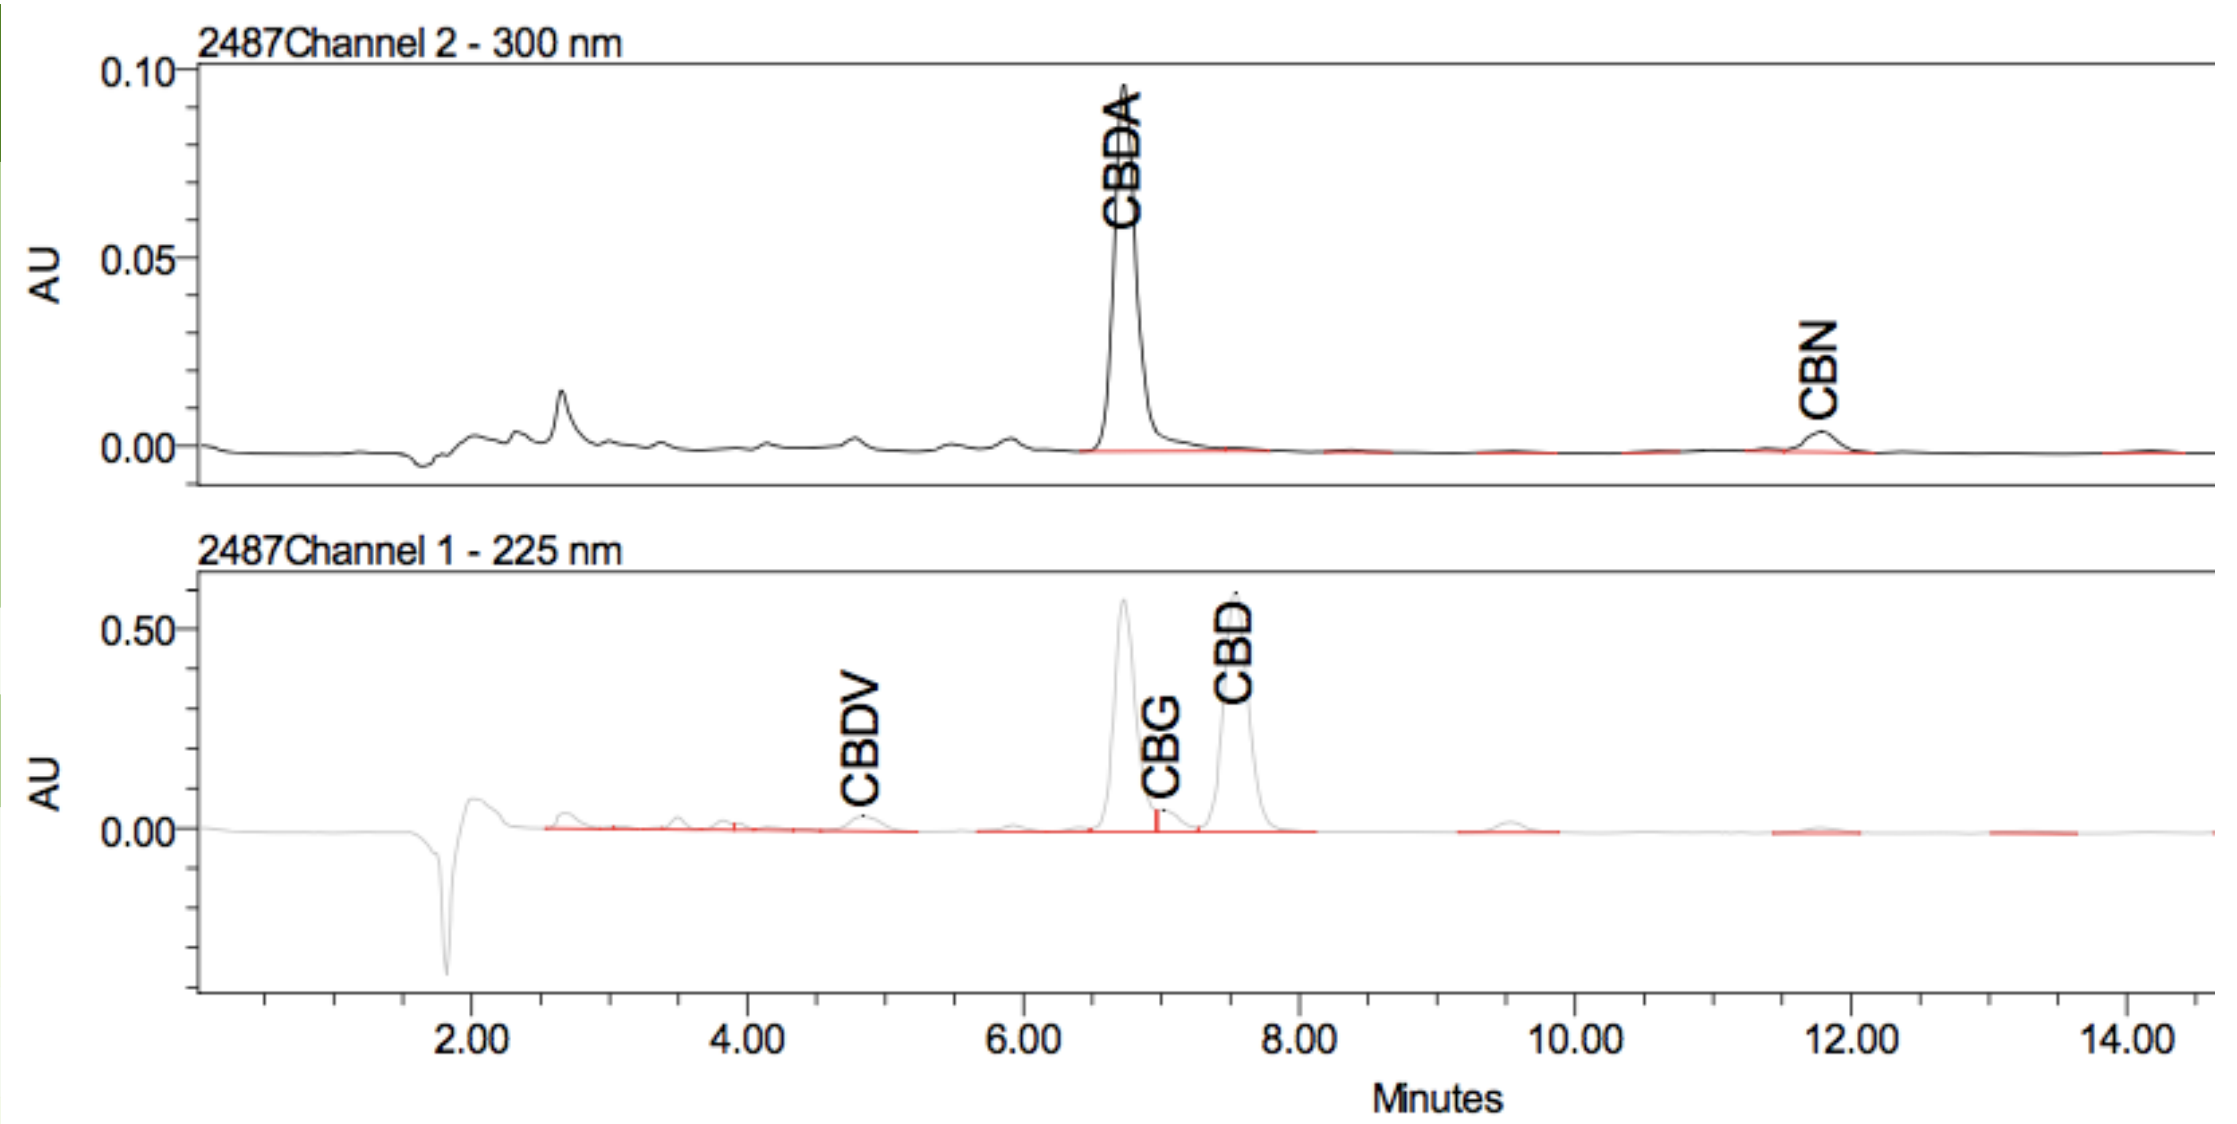 2487Channel 2 - 300 nm
0.10
0.05
0.00
AU
CBDA
CBN
2487Channel 1 - 225 nm
0.50
0.00
AU
CBDV
CBG
CBD
2.00 4.00 6.00 8.00 10.00 12.00 14.00
Minutes